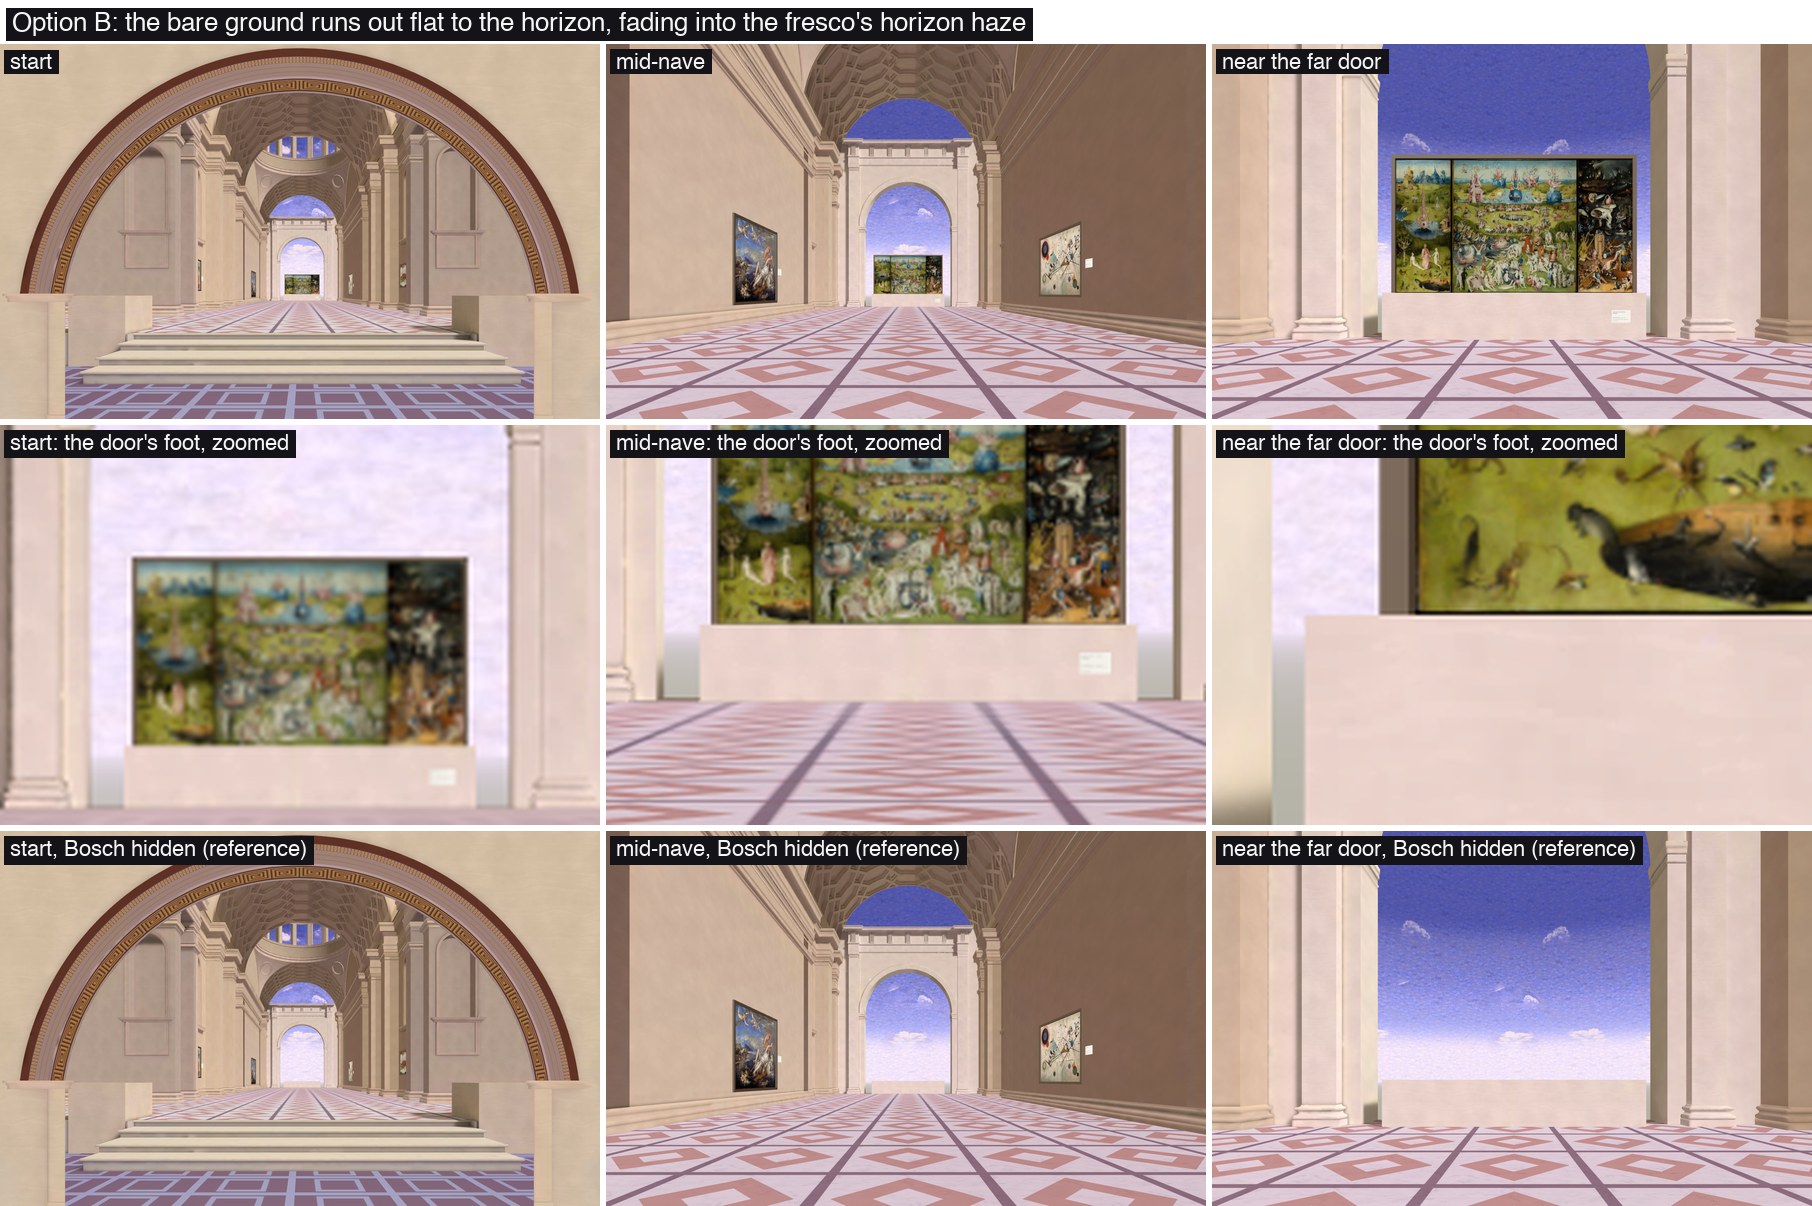 Option B: the bare ground runs out flat to the horizon, fading into the fresco's horizon haze
start
mid-nave
near the far door
start: the door's foot, zoomed
mid-nave: the door's foot, zoomed
near the far door: the door's foot, zoomed
start, Bosch hidden (reference)
mid-nave, Bosch hidden (reference)
near the far door, Bosch hidden (reference)